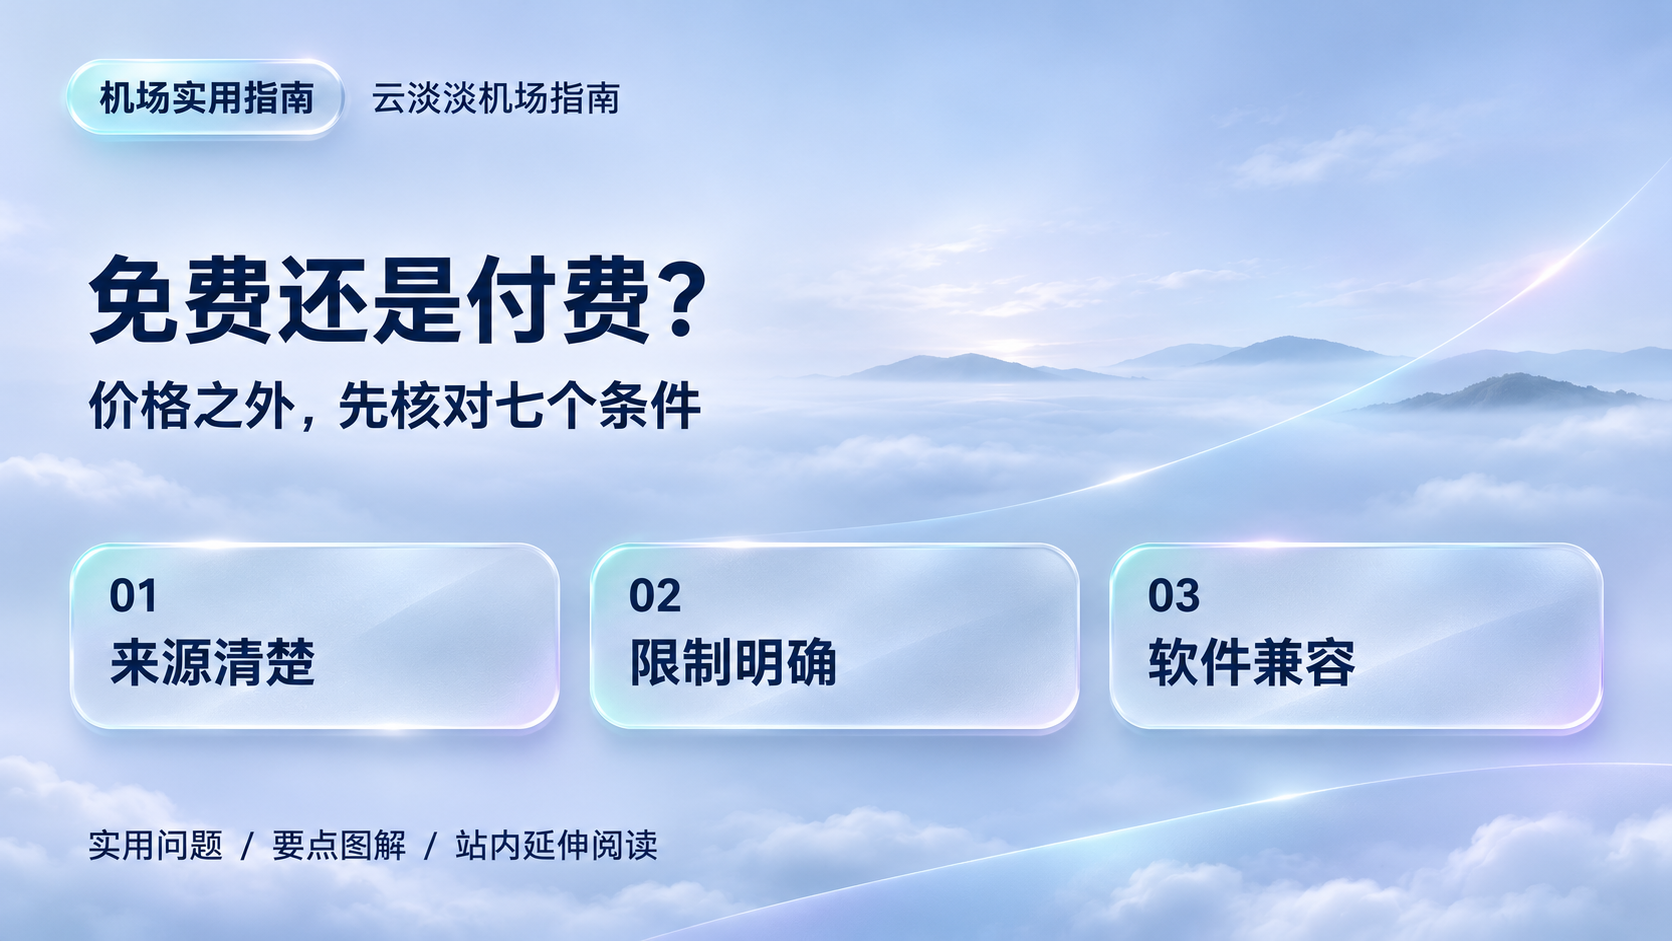 机场实用指南
云淡淡机场指南
免费还是付费？
价格之外，先核对七个条件
01
来源清楚
02
限制明确
03
软件兼容
实用问题 / 要点图解 / 站内延伸阅读